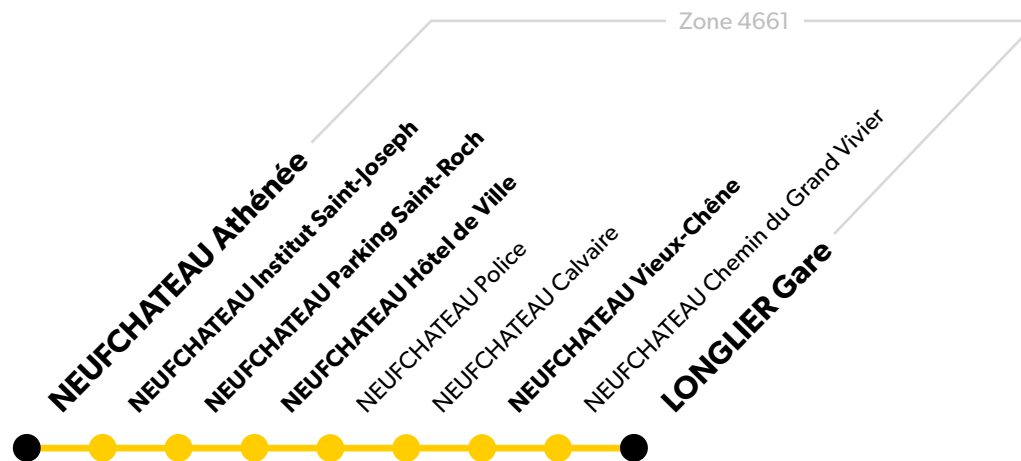 Zone 4661
NEUFCHATEAU Athénée
NEUFCHATEAU Institut Saint-Joseph
NEUFCHATEAU Parking Saint-Roch
NEUFCHATEAU Hôtel de Ville
NEUFCHATEAU Police
NEUFCHATEAU Calvaire
NEUFCHATEAU Vieux-Chêne
NEUFCHATEAU Chemin du Grand Vivier
LONGLIER Gare